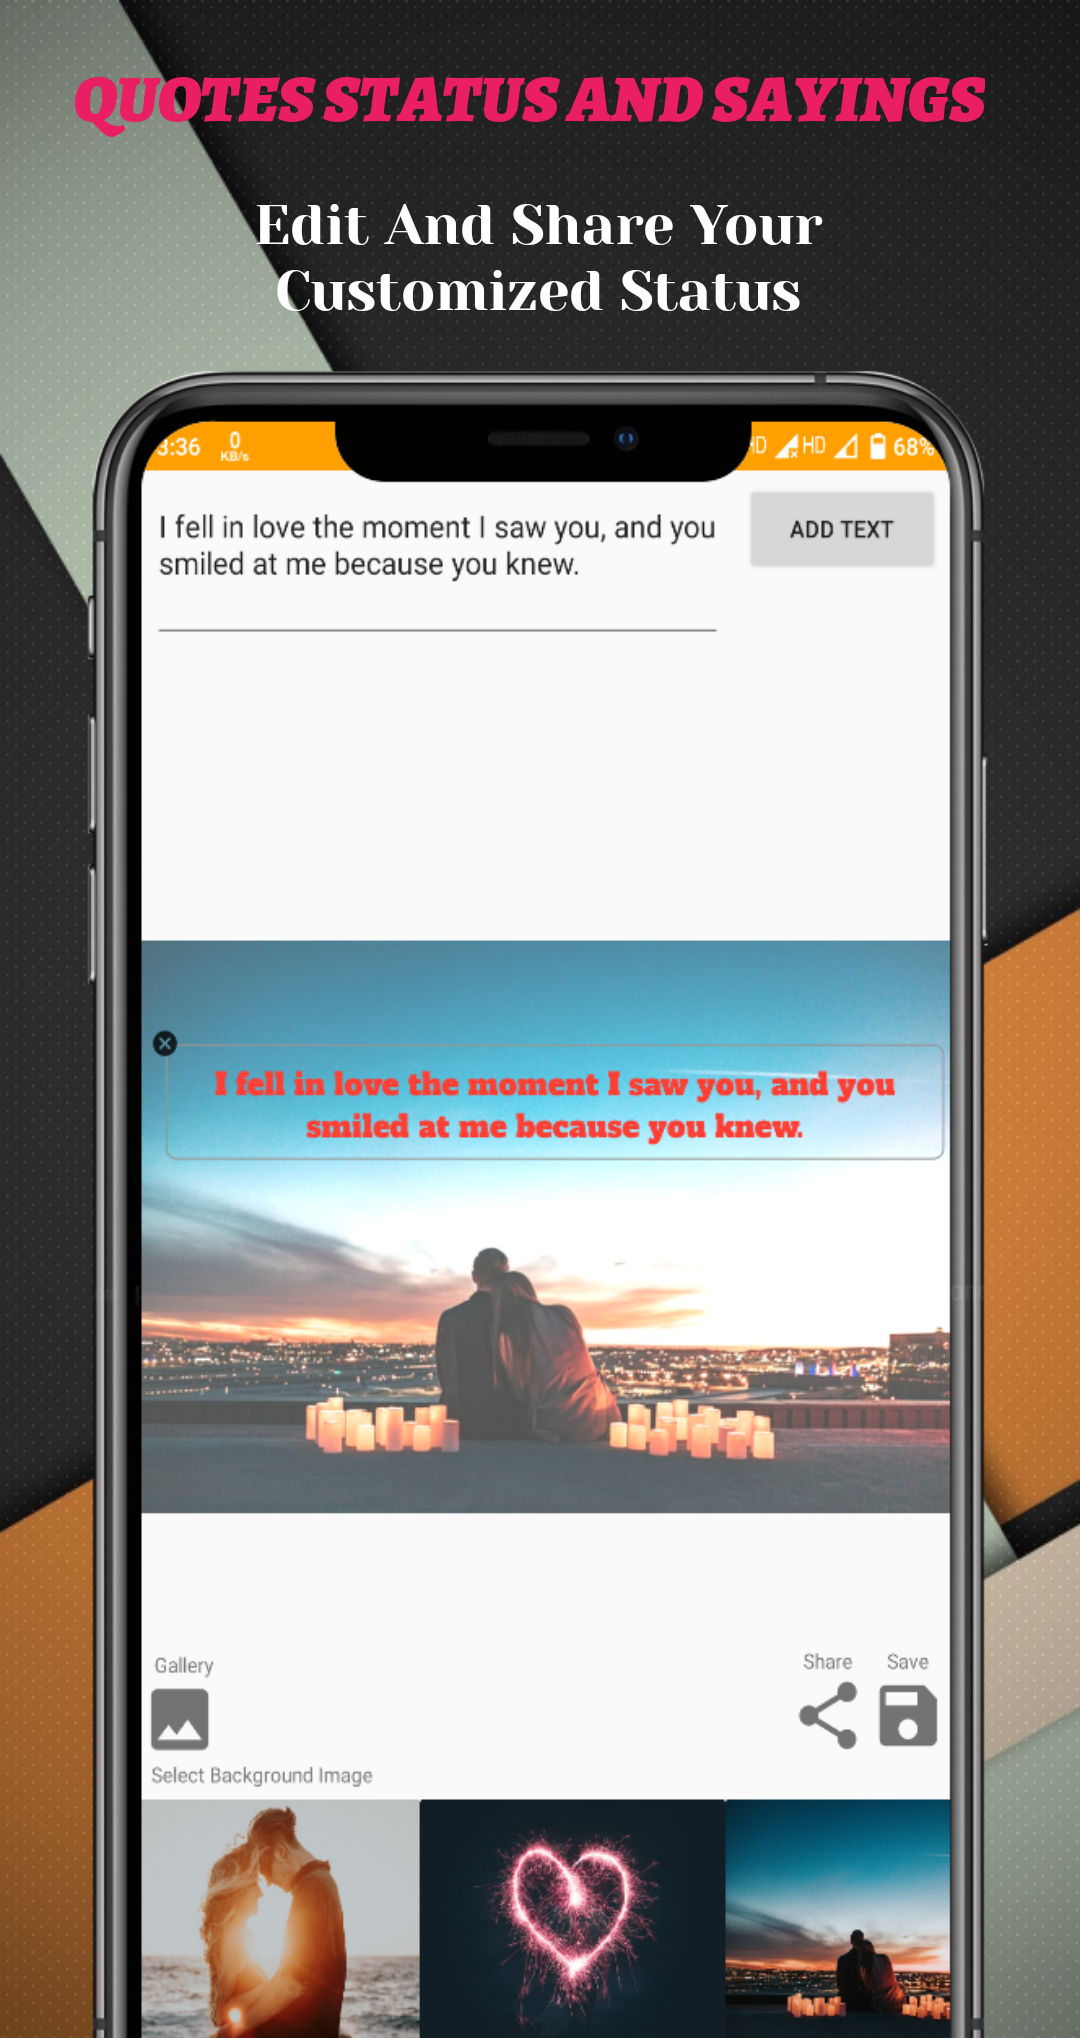 QUOTES STATUS AND SAYINGS
Edit And Share Your
Customized Status
3:36 0 KB/s HD HD 68%
I fell in love the moment I saw you, and you
smiled at me because you knew.
ADD TEXT
I fell in love the moment I saw you, and you
smiled at me because you knew.
Gallery
Share Save
Select Background Image